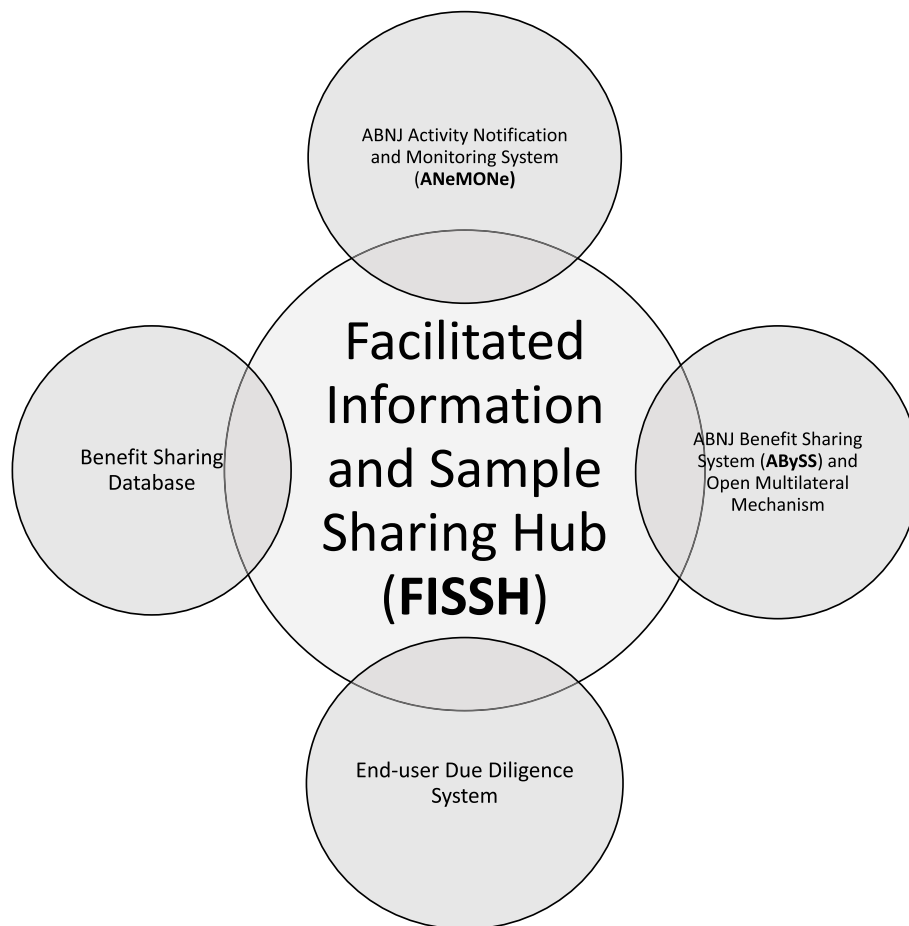 ABNJ Activity Notification
and Monitoring System
(ANeMONe)
Facilitated
Information
and Sample
Sharing Hub
(FISSH)
Benefit Sharing
Database
ABNJ Benefit Sharing
System (ABySS) and
Open Multilateral
Mechanism
End-user Due Diligence
System